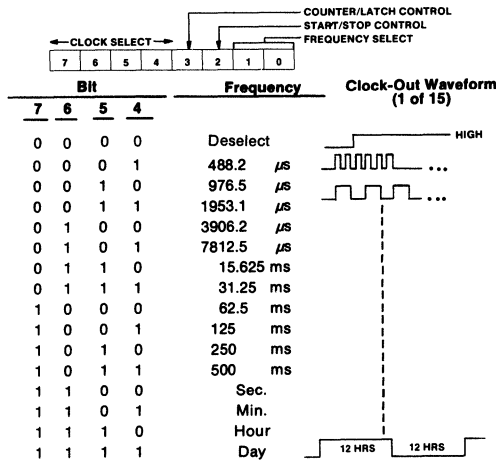 COUNTER/LATCH CONTROL
START/STOP CONTROL
FREQUENCY SELECT
CLOCK SELECT
7 6 5 4 3 2 1 0
Bit Frequency Clock-Out Waveform
(1 of 15)
7 6 5 4
0 0 0 0 Deselect HIGH
0 0 0 1 488.2 µs ...
0 0 1 0 976.5 µs ...
0 0 1 1 1953.1 µs
0 1 0 0 3906.2 µs
0 1 0 1 7812.5 µs
0 1 1 0 15.625 ms
0 1 1 1 31.25 ms
1 0 0 0 62.5 ms
1 0 0 1 125 ms
1 0 1 0 250 ms
1 0 1 1 500 ms
1 1 0 0 Sec.
1 1 0 1 Min.
1 1 1 0 Hour
1 1 1 1 Day 12 HRS 12 HRS